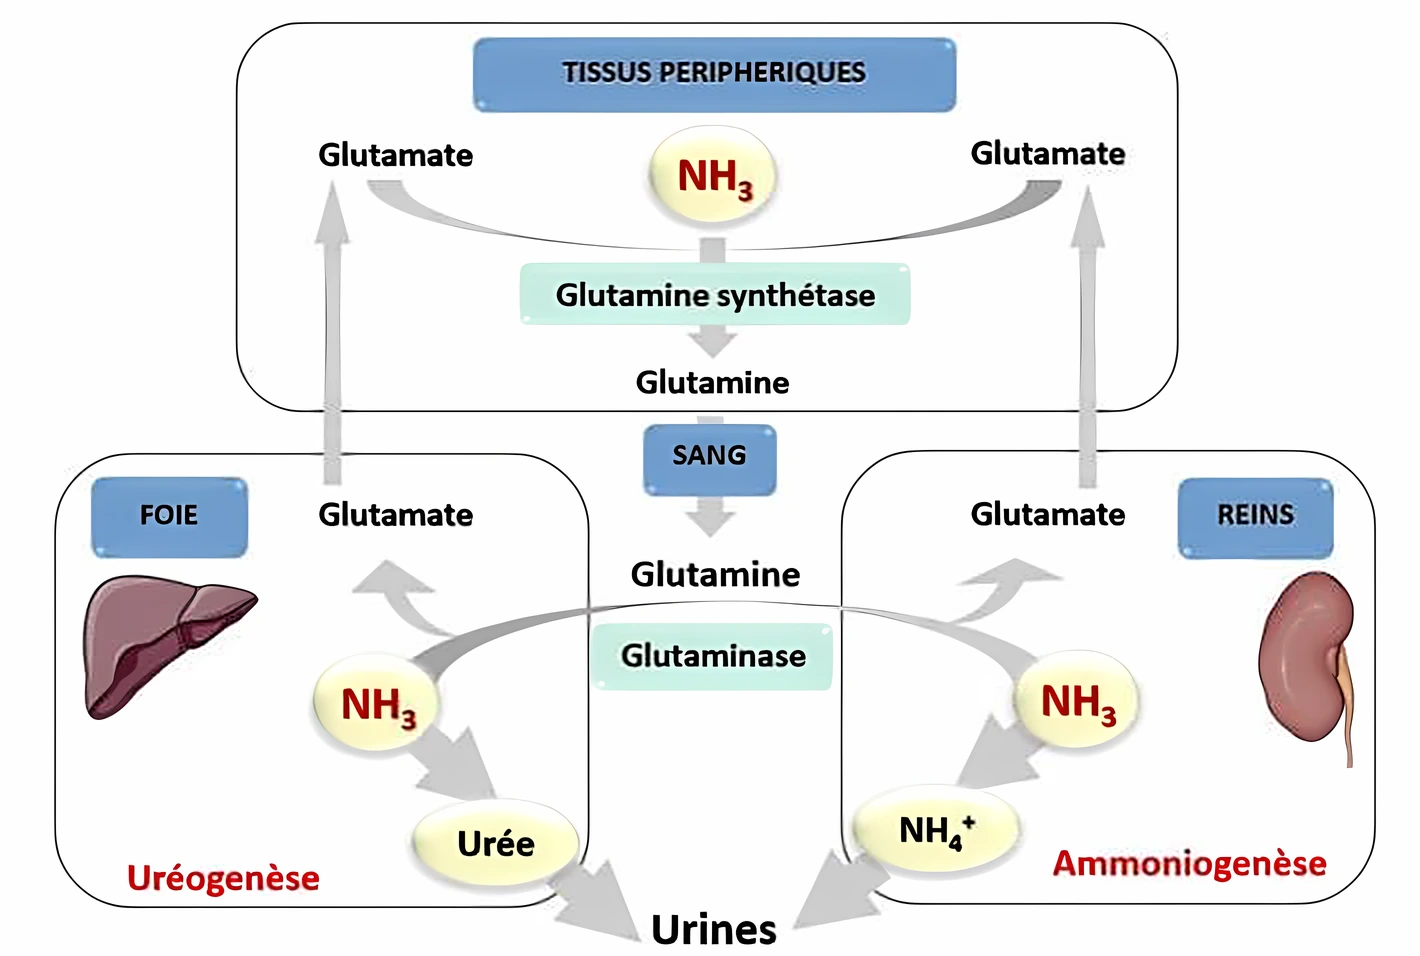 TISSUS PERIPHERIQUES
Glutamate
NH3
Glutamate
Glutamine synthétase
Glutamine
SANG
FOIE
Glutamate
Glutamate
REINS
Glutamine
Glutaminase
NH3
NH3
Urée
NH4+
Uréogenèse
Ammoniogenèse
Urines